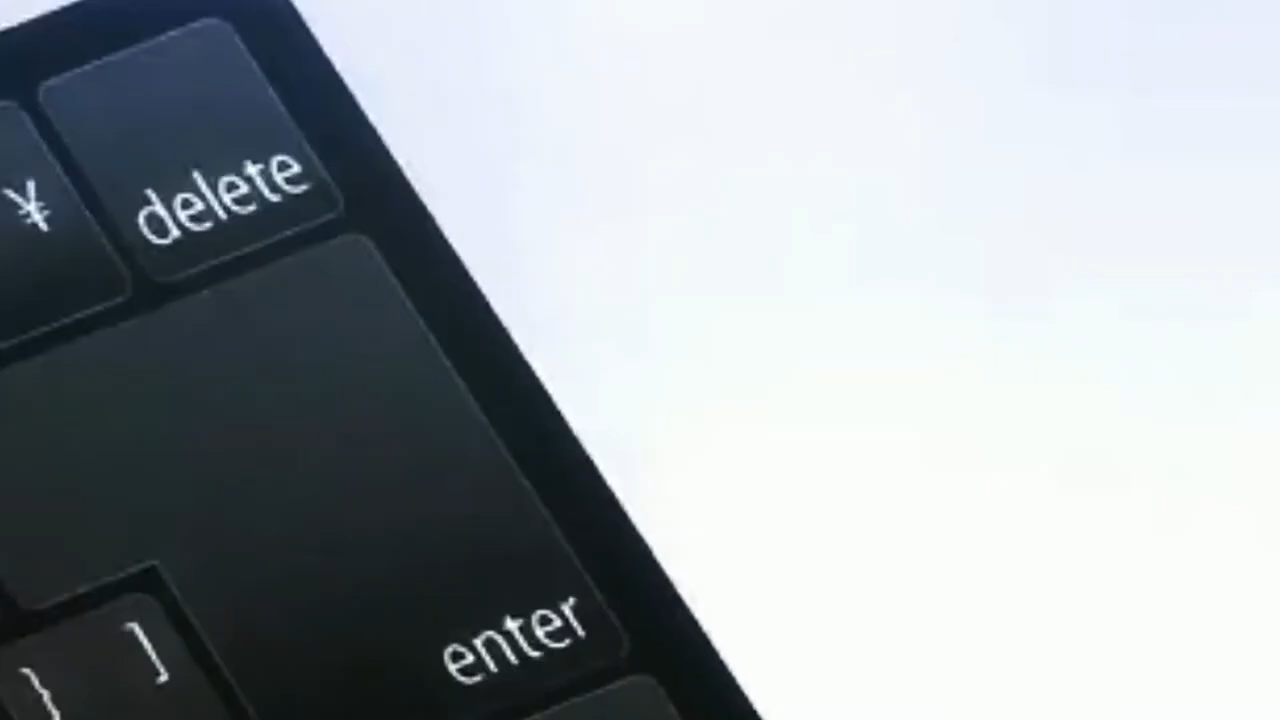 ¥ delete
enter
} ]